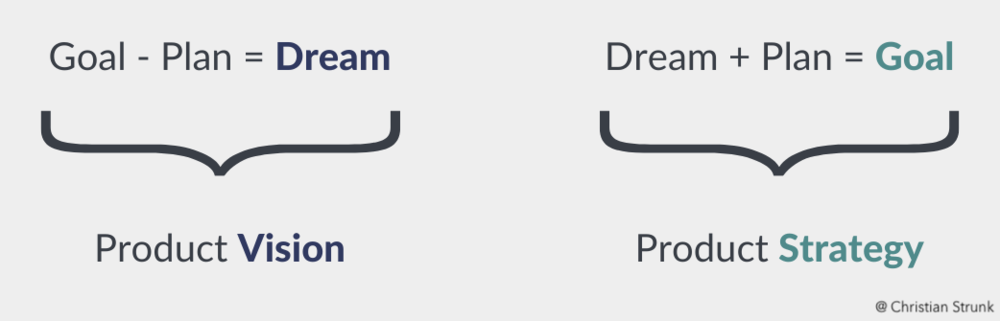 Goal - Plan = Dream
Dream + Plan = Goal
Product Vision
Product Strategy
@ Christian Strunk